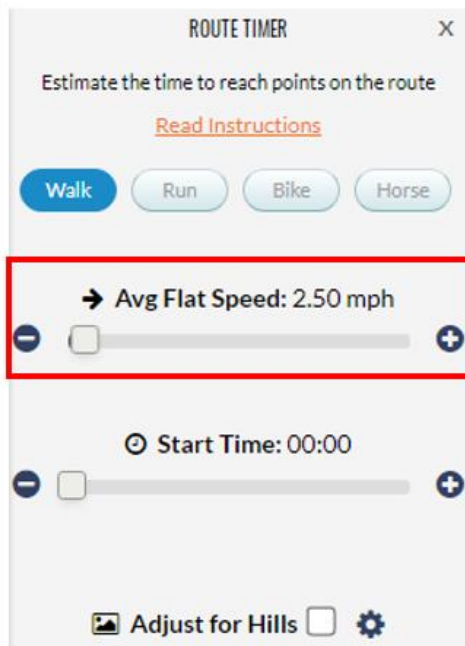 ROUTE TIMER X
Estimate the time to reach points on the route
Read Instructions
Walk Run Bike Horse
Avg Flat Speed: 2.50 mph
Start Time: 00:00
Adjust for Hills